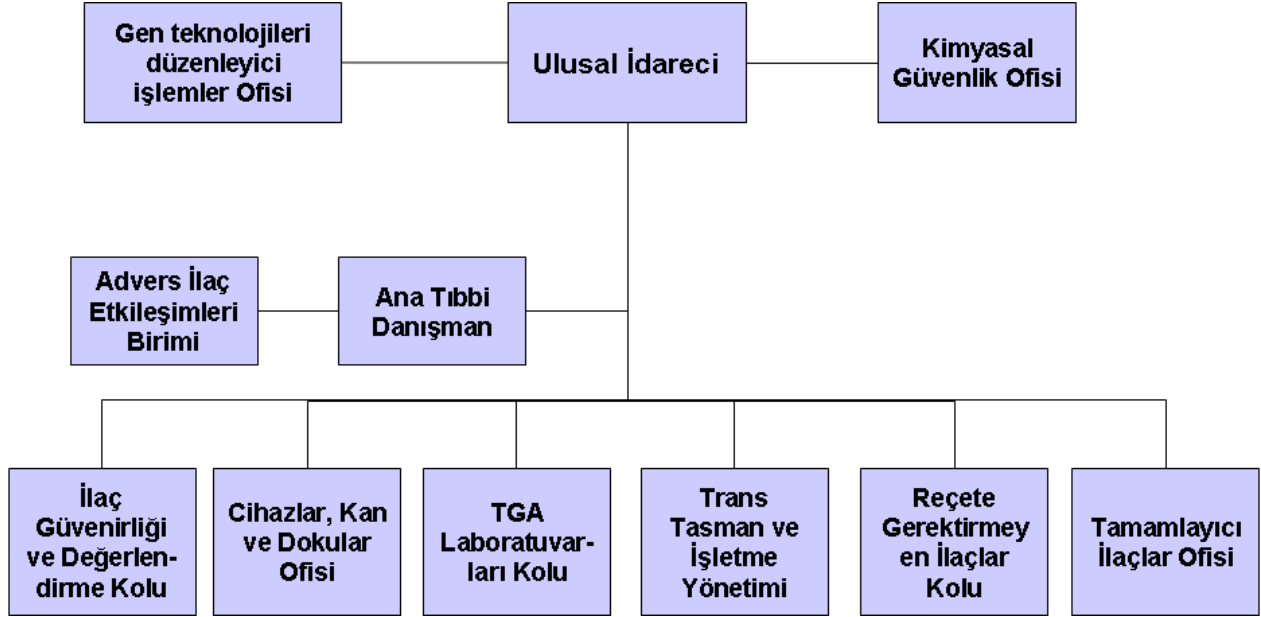 Gen teknolojileri
düzenleyici
işlemler Ofisi
Ulusal İdareci
Kimyasal
Güvenlik Ofisi
Advers İlaç
Etkileşimleri
Birimi
Ana Tıbbi
Danışman
İlaç
Güvenirliği
ve Değerlen-
dirme Kolu
Cihazlar, Kan
ve Dokular
Ofisi
TGA
Laboratuvar-
ları Kolu
Trans
Tasman ve
İşletme
Yönetimi
Reçete
Gerektirmey
en İlaçlar
Kolu
Tamamlayıcı
İlaçlar Ofisi